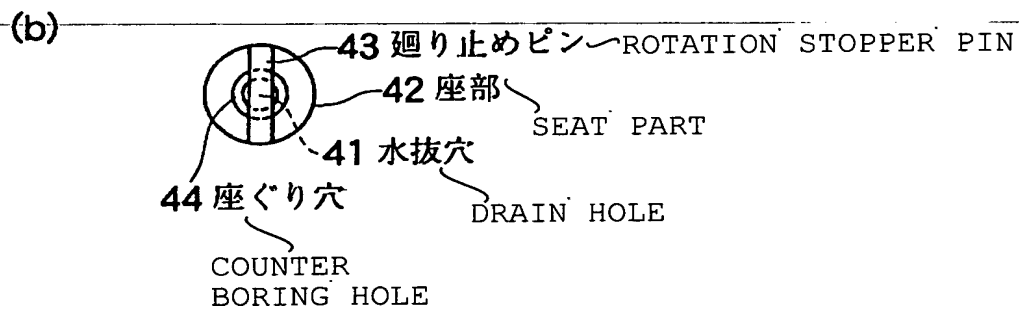 (b)
43 廻り止めピン ROTATION STOPPER PIN
42 座部
SEAT PART
41 水抜穴
44 座ぐり穴
DRAIN HOLE
COUNTER
BORING HOLE